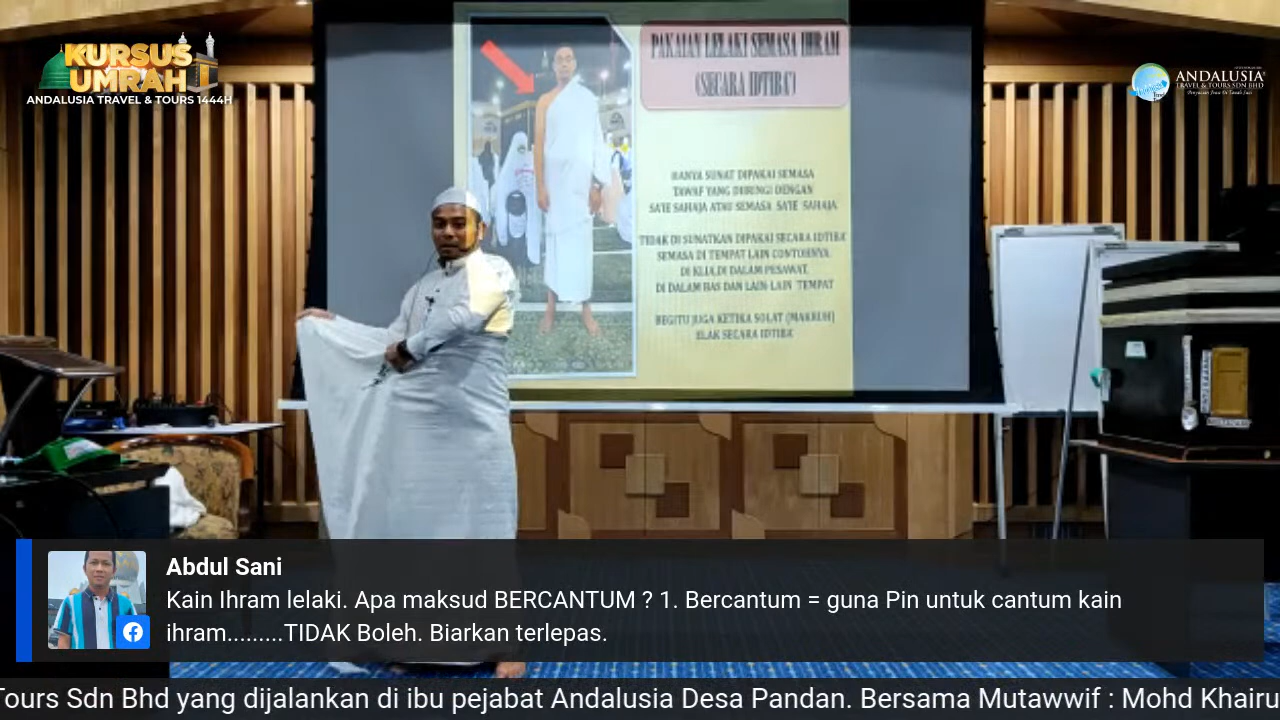 KURSUS
UMRAH
ANDALUSIA TRAVEL & TOURS 1444H
ANDALUSIA
TRAVEL & TOURS SDN BHD
PAKAIAN LELAKI SEMASA IHRAM
(SECARA IDTIBA')
HANYA SUNAT DIPAKAI SEMASA
TAWAF YANG DIIRINGI DENGAN
SA'IE SAHAJA ATAU SEMASA SA'IE SAHAJA
TIDAK DI SUNATKAN DIPAKAI SECARA IDTIBA'
SEMASA DI TEMPAT LAIN CONTOHNYA
DI KLIA,DI DALAM PESAWAT,
DI DALAM BAS DAN LAIN-LAIN TEMPAT
BEGITU JUGA KETIKA SOLAT (MAKRUH)
ELAK SECARA IDTIBA'
Abdul Sani
Kain Ihram lelaki. Apa maksud BERCANTUM ? 1. Bercantum = guna Pin untuk cantum kain
ihram.........TIDAK Boleh. Biarkan terlepas.
Tours Sdn Bhd yang dijalankan di ibu pejabat Andalusia Desa Pandan. Bersama Mutawwif : Mohd Khairu